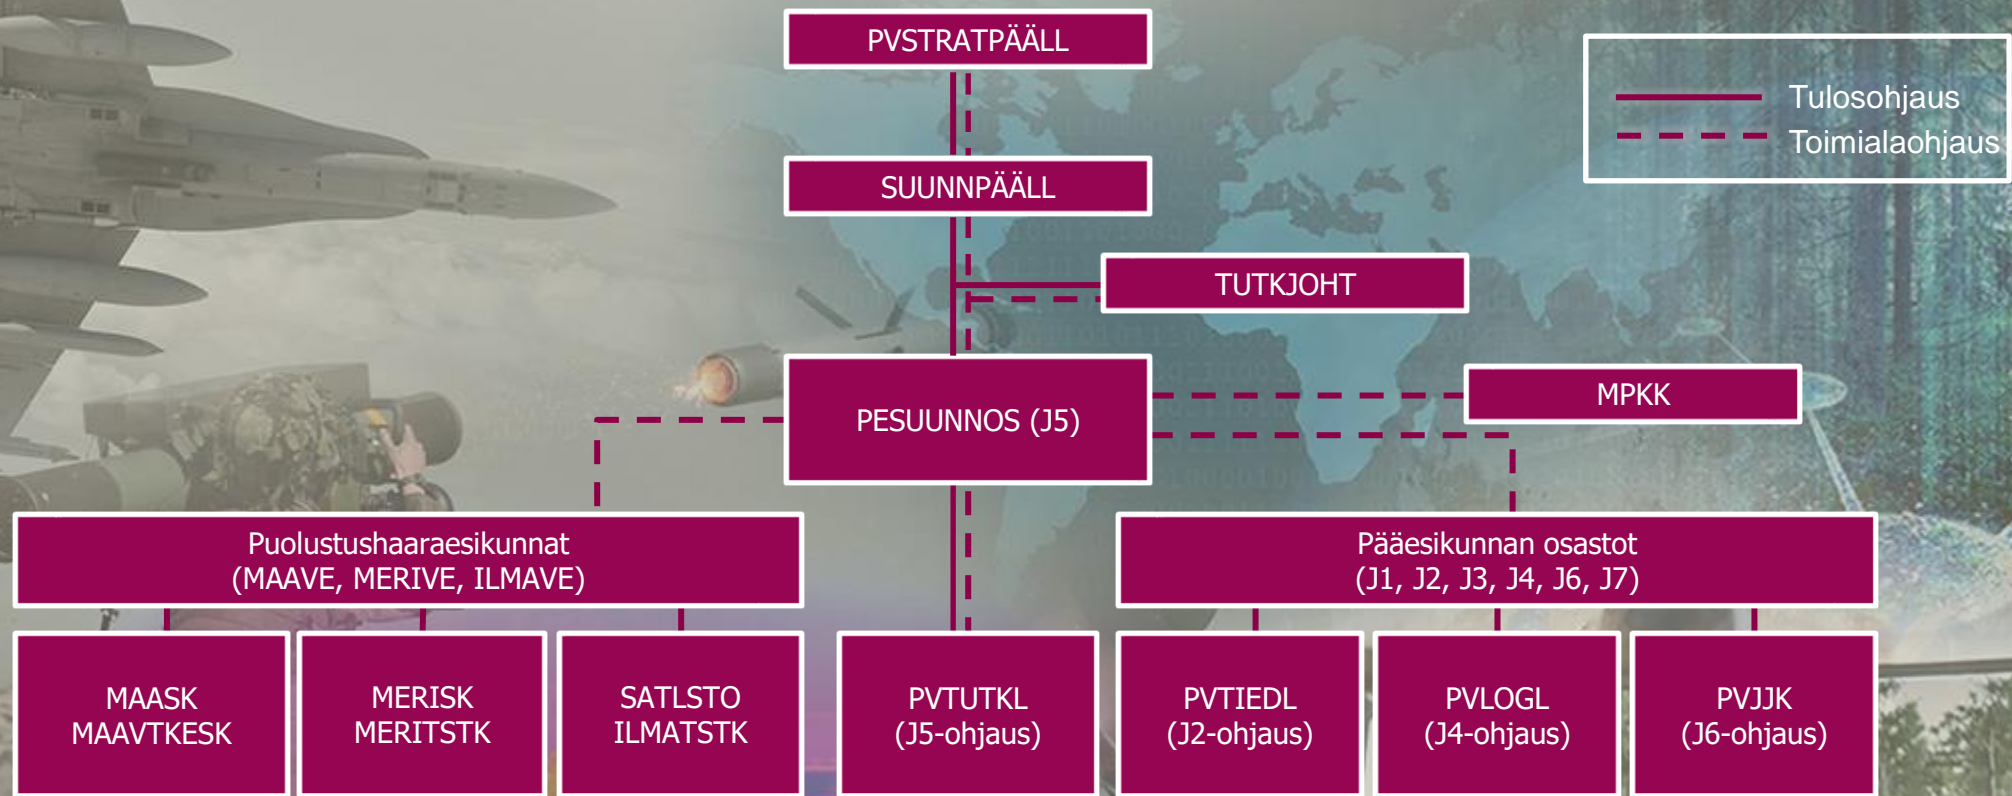 PVSTRATPÄÄLL
Tulosohjaus
Toimialaohjaus
SUUNNPÄÄLL
TUTKJOHT
PESUUNNOS (J5)
MPKK
Puolustushaaraesikunnat
(MAAVE, MERIVE, ILMAVE)
Pääesikunnan osastot
(J1, J2, J3, J4, J6, J7)
MAASK
MAAVTKESK
MERISK
MERITSTK
SATLSTO
ILMATSTK
PVTUTKL
(J5-ohjaus)
PVTIEDL
(J2-ohjaus)
PVLOGL
(J4-ohjaus)
PVJJK
(J6-ohjaus)